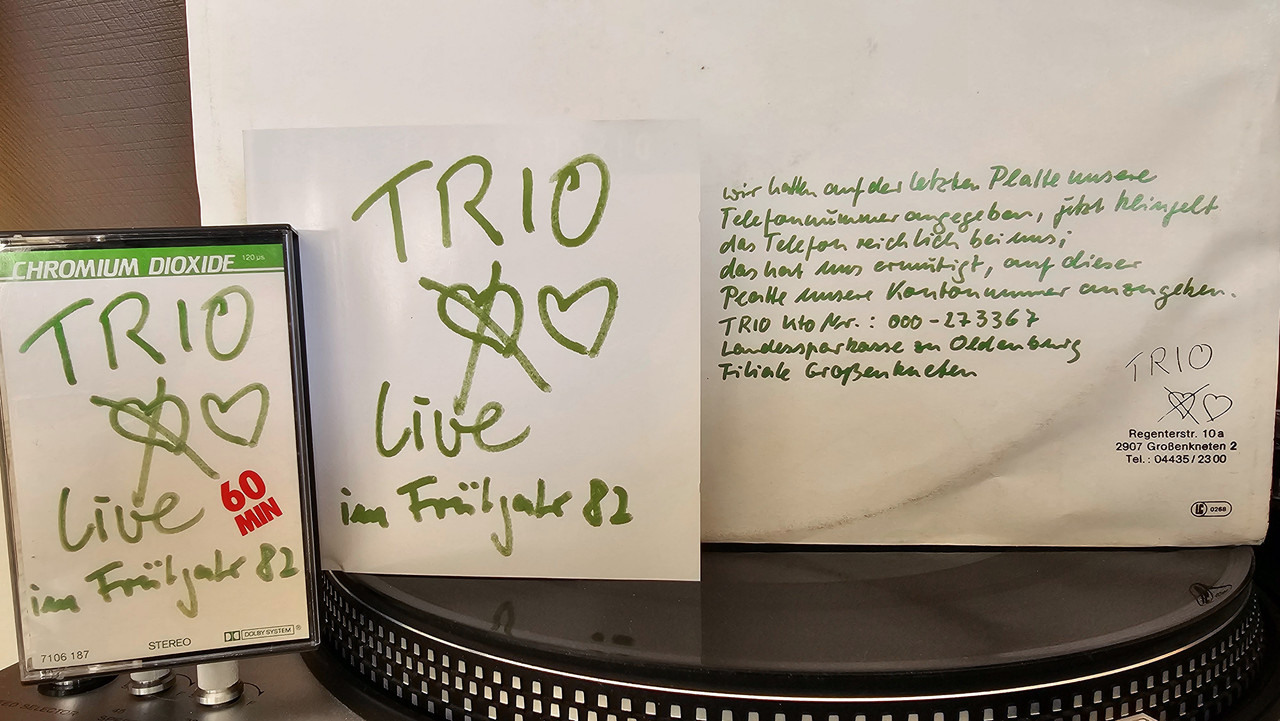 CHROMIUM DIOXIDE 120 µs
TRIO
Live
60
MIN
im Frühjahr 82
STEREO
DOLBY SYSTEM ®
7106 187
TRIO
Live
im Frühjahr 82
wir hatten auf der letzten Platte unsere
Telefonnummer angegeben, jetzt klingelt
das Telefon reichlich bei uns;
das hat uns ermutigt, auf dieser
Platte unsere Kontonummer anzugeben.
TRIO Kto Nr.: 000-273367
Landessparkasse zu Oldenburg
Filiale Großenkneten
TRIO
Regenterstr. 10a
2907 Großenkneten 2
Tel.: 04435/2300
LC 0268
SPEED SELECTOR